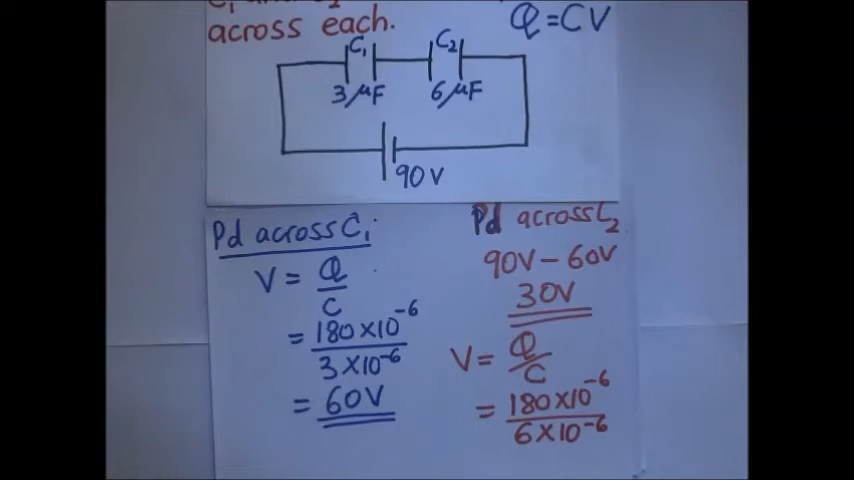 across each.
Q=CV
C₁ C₂
3μF 6μF
90V
Pd across C₁
V = Q/C
= 180×10⁻⁶/3×10⁻⁶
= 60V
Pd across C₂
90V – 60V
30V
V = Q/C
= 180×10⁻⁶/6×10⁻⁶